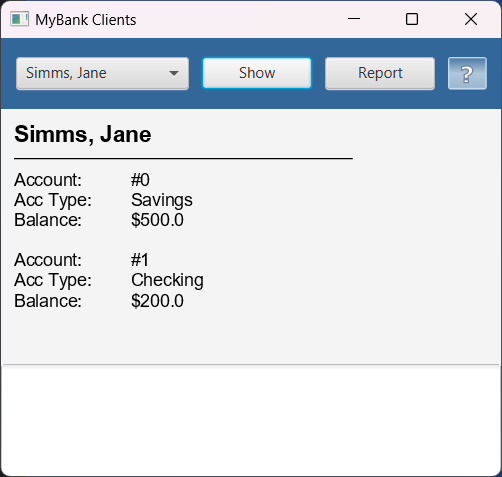 MyBank Clients
Simms, Jane Show Report ?
Simms, Jane
Account: #0
Acc Type: Savings
Balance: $500.0
Account: #1
Acc Type: Checking
Balance: $200.0